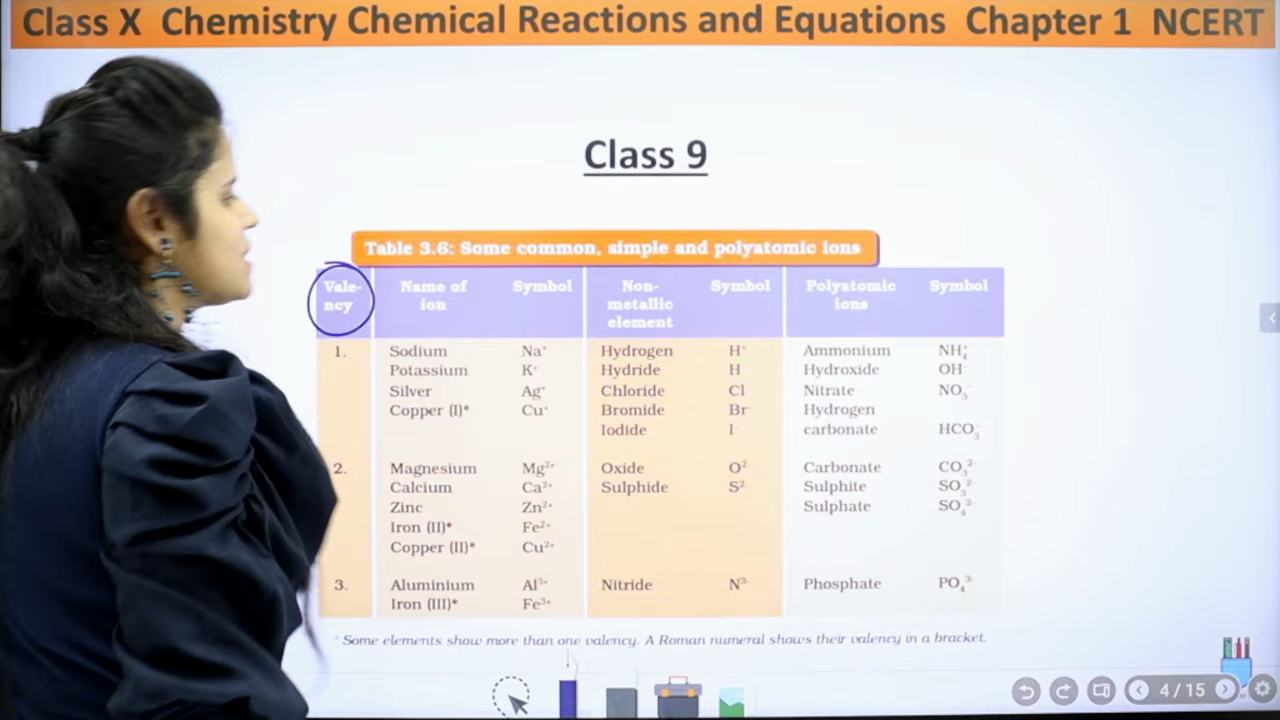 Class X Chemistry Chemical Reactions and Equations Chapter 1 NCERT
Class 9
Table 3.6: Some common, simple and polyatomic ions
Vale-ncy Name of ion Symbol Non-metallic element Symbol Polyatomic ions Symbol
1. Sodium Na⁺ Hydrogen H⁺ Ammonium NH₄⁺
Potassium K⁺ Hydride H⁻ Hydroxide OH⁻
Silver Ag⁺ Chloride Cl⁻ Nitrate NO₃⁻
Copper (I)* Cu⁺ Bromide Br⁻ Hydrogen
Iodide I⁻ carbonate HCO₃⁻
2. Magnesium Mg²⁺ Oxide O²⁻ Carbonate CO₃²⁻
Calcium Ca²⁺ Sulphide S²⁻ Sulphite SO₃²⁻
Zinc Zn²⁺ Sulphate SO₄²⁻
Iron (II)* Fe²⁺
Copper (II)* Cu²⁺
3. Aluminium Al³⁺ Nitride N³⁻ Phosphate PO₄³⁻
Iron (III)* Fe³⁺
* Some elements show more than one valency. A Roman numeral shows their valency in a bracket.
4/15